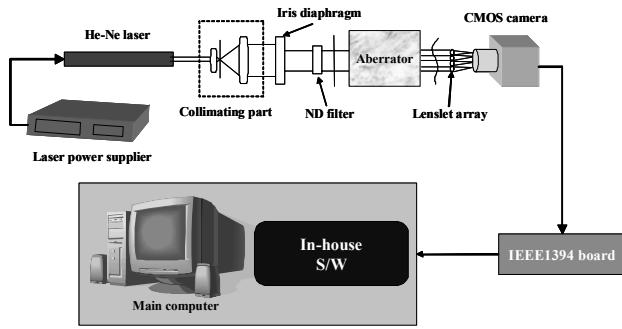 Iris diaphragm
CMOS camera
He-Ne laser
Aberrator
Collimating part
ND filter
Lenslet array
Laser power supplier
In-house
S/W
IEEE1394 board
Main computer